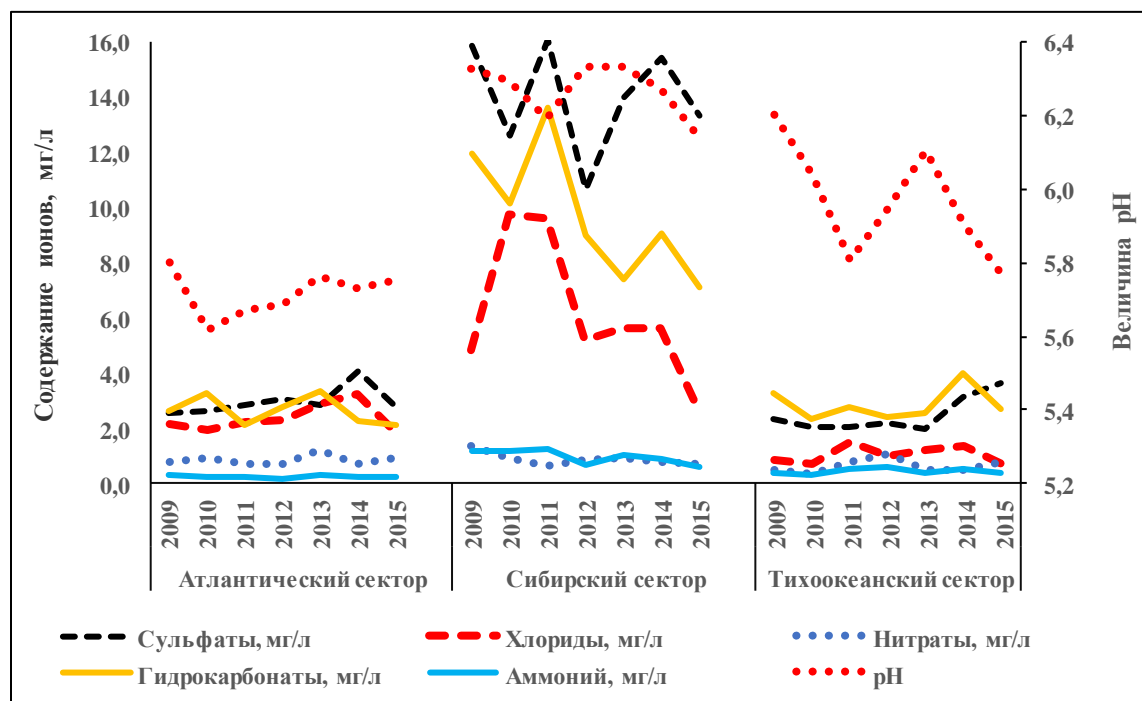 Содержание ионов, мг/л
16,0
14,0
12,0
10,0
8,0
6,0
4,0
2,0
0,0
6,4
6,2
6,0
5,8
5,6
5,4
5,2
Величина pH
2009 2010 2011 2012 2013 2014 2015 2009 2010 2011 2012 2013 2014 2015 2009 2010 2011 2012 2013 2014 2015
Атлантический сектор Сибирский сектор Тихоокеанский сектор
Сульфаты, мг/л Хлориды, мг/л Нитраты, мг/л
Гидрокарбонаты, мг/л Аммоний, мг/л pH